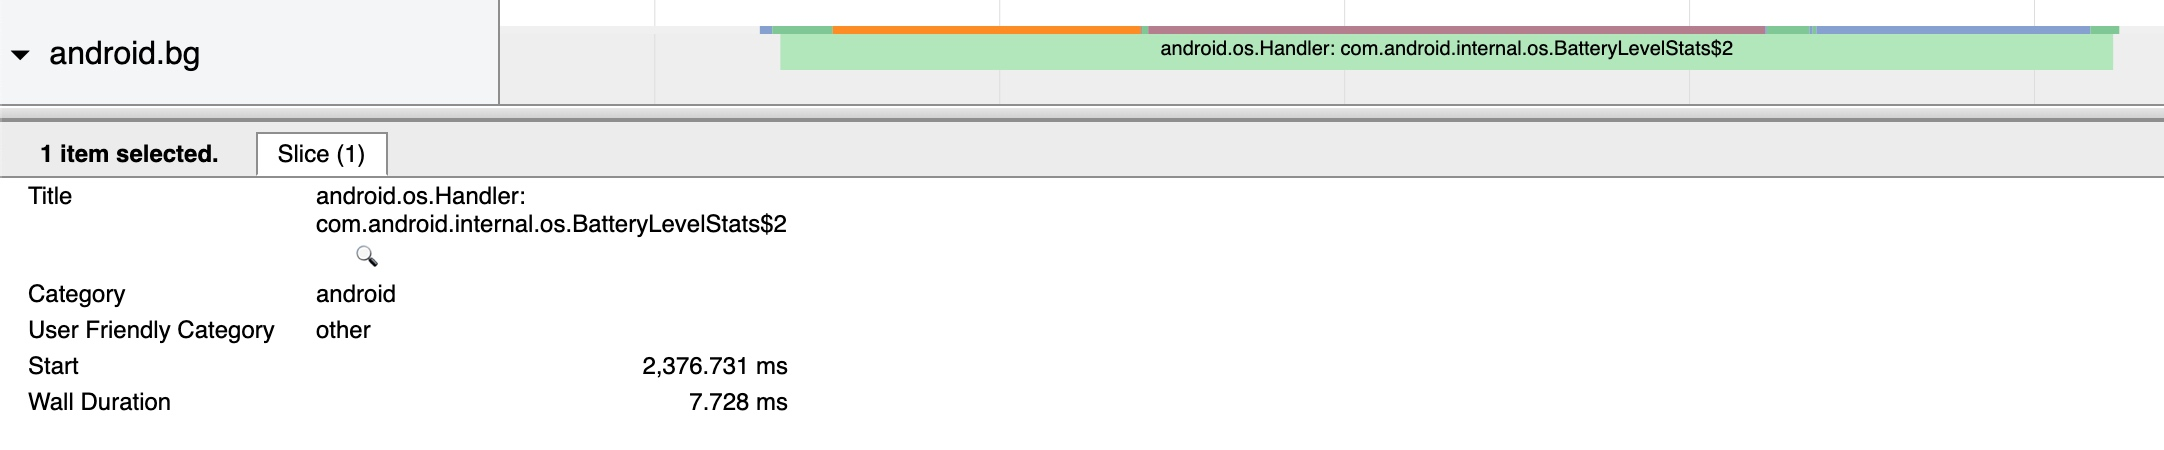 android.bg
android.os.Handler: com.android.internal.os.BatteryLevelStats$2
1 item selected.
Slice (1)
Title
android.os.Handler:
com.android.internal.os.BatteryLevelStats$2
Category
android
User Friendly Category
other
Start
2,376.731 ms
Wall Duration
7.728 ms